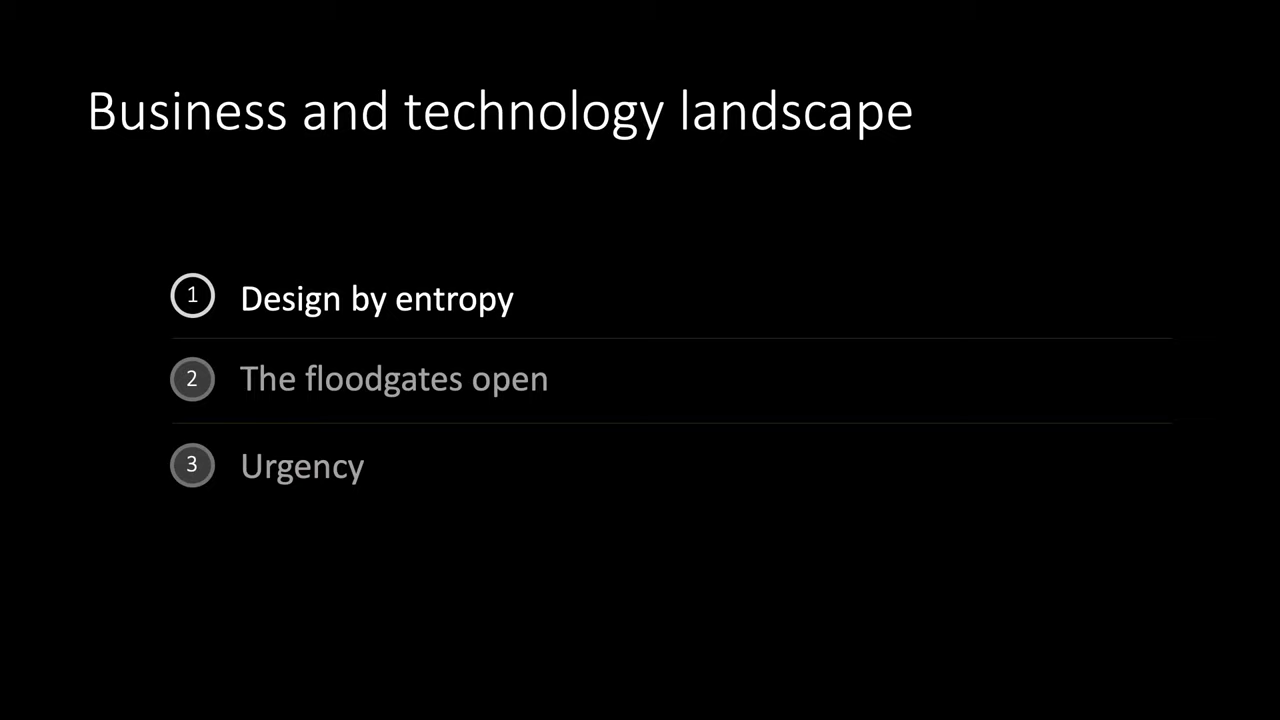 Business and technology landscape
1 Design by entropy
2 The floodgates open
3 Urgency